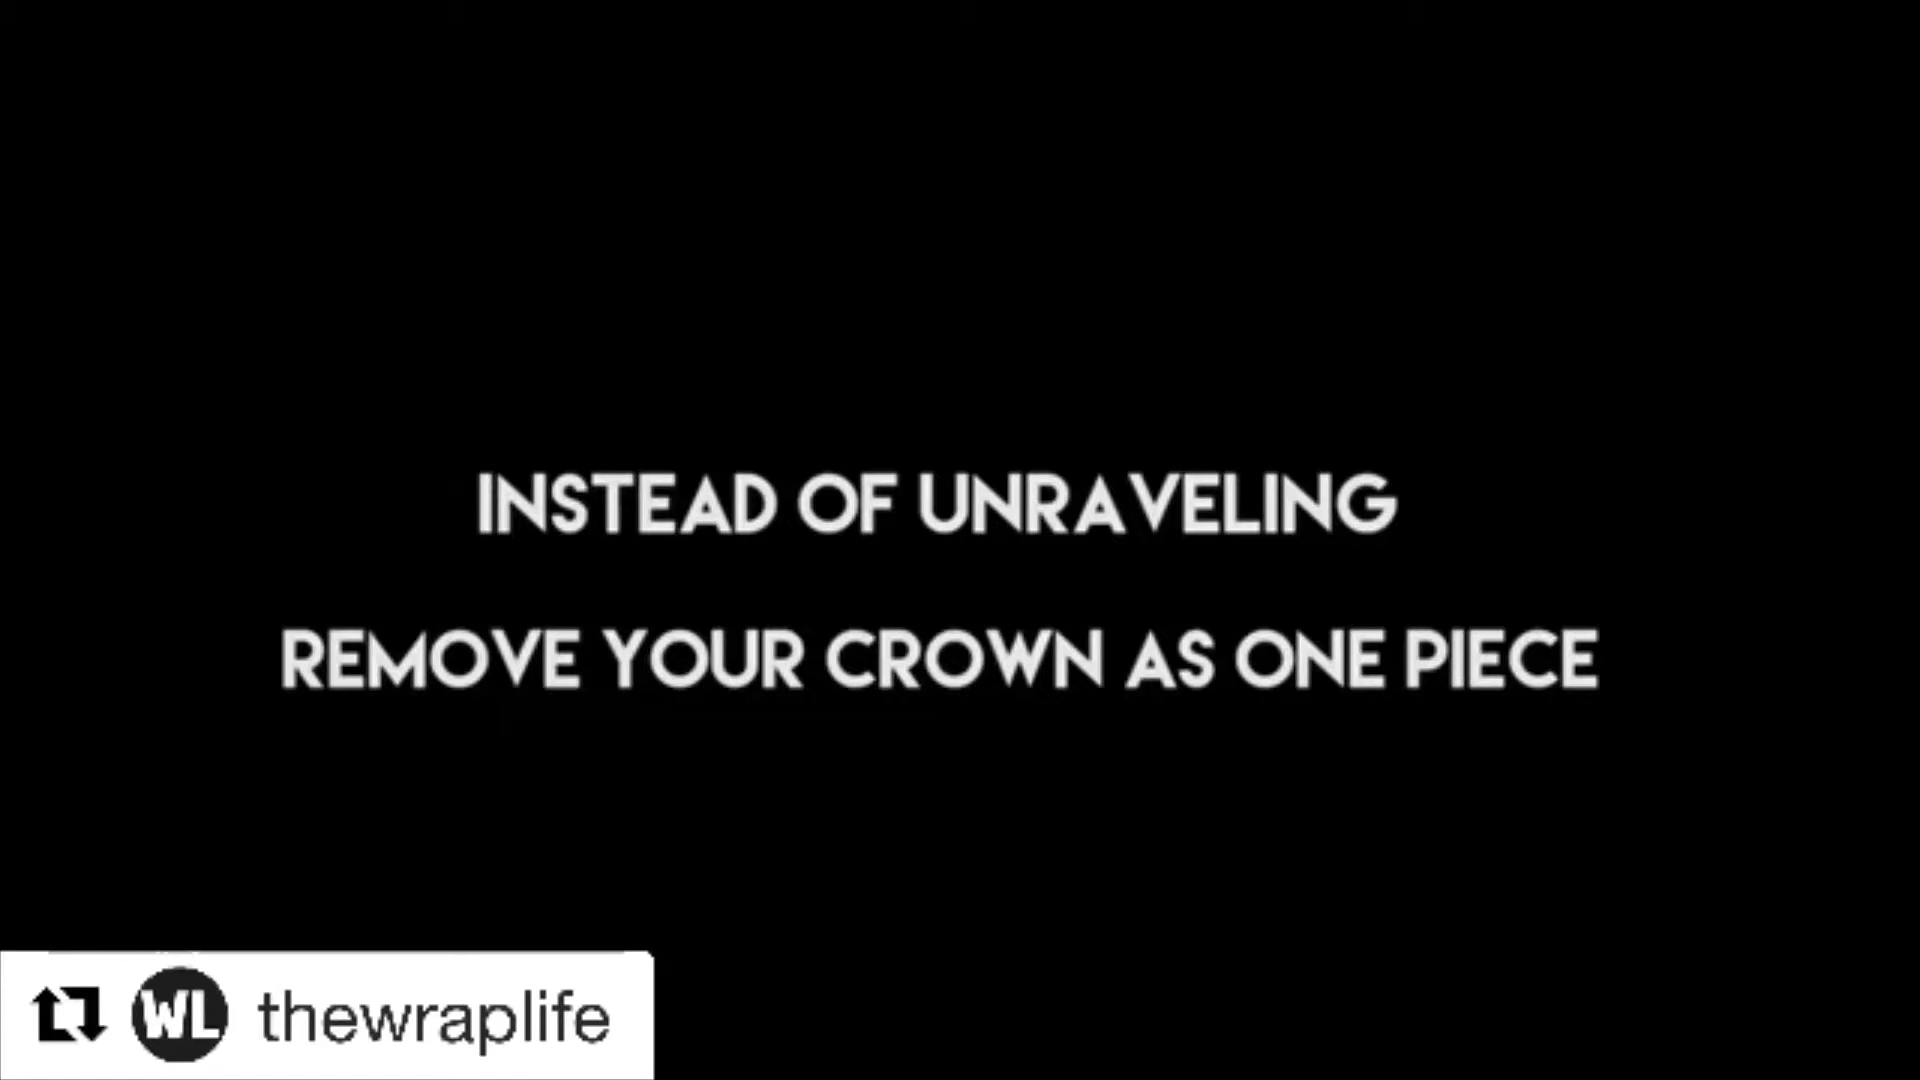 INSTEAD OF UNRAVELING
REMOVE YOUR CROWN AS ONE PIECE
WL thewraplife